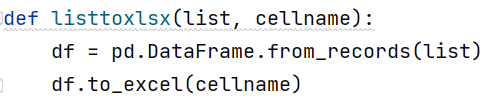 def listtoxlsx(list, cellname):
    df = pd.DataFrame.from_records(list)
    df.to_excel(cellname)